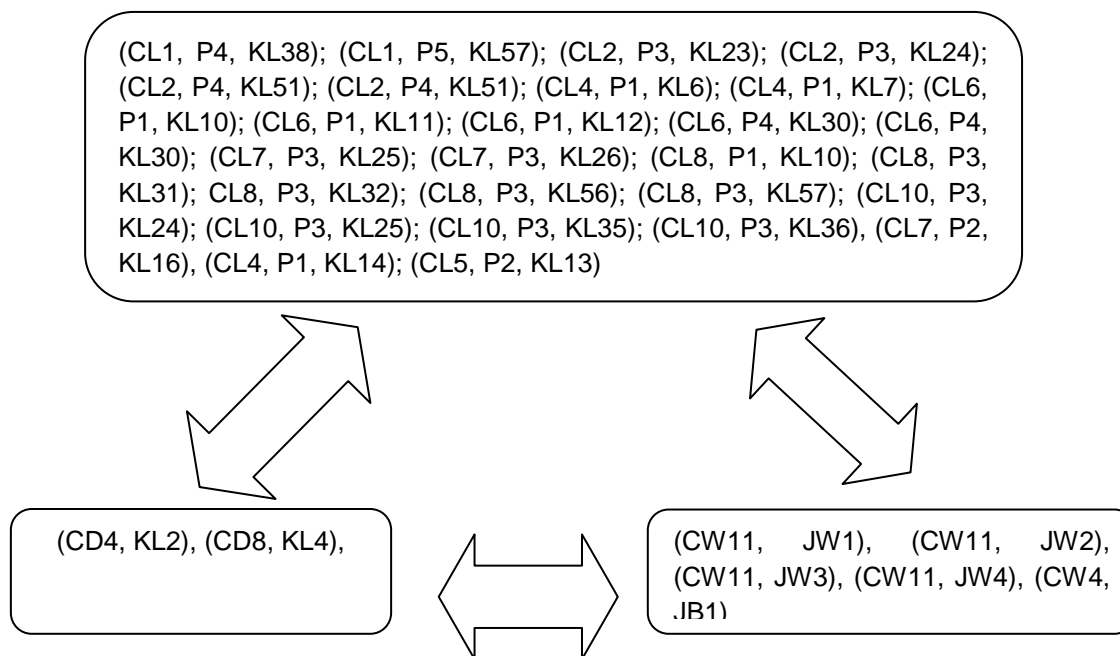 (CL1, P4, KL38); (CL1, P5, KL57); (CL2, P3, KL23); (CL2, P3, KL24);
(CL2, P4, KL51); (CL2, P4, KL51); (CL4, P1, KL6); (CL4, P1, KL7); (CL6,
P1, KL10); (CL6, P1, KL11); (CL6, P1, KL12); (CL6, P4, KL30); (CL6, P4,
KL30); (CL7, P3, KL25); (CL7, P3, KL26); (CL8, P1, KL10); (CL8, P3,
KL31); CL8, P3, KL32); (CL8, P3, KL56); (CL8, P3, KL57); (CL10, P3,
KL24); (CL10, P3, KL25); (CL10, P3, KL35); (CL10, P3, KL36), (CL7, P2,
KL16), (CL4, P1, KL14); (CL5, P2, KL13)
(CD4, KL2), (CD8, KL4),
(CW11, JW1), (CW11, JW2),
(CW11, JW3), (CW11, JW4), (CW4,
JB1)